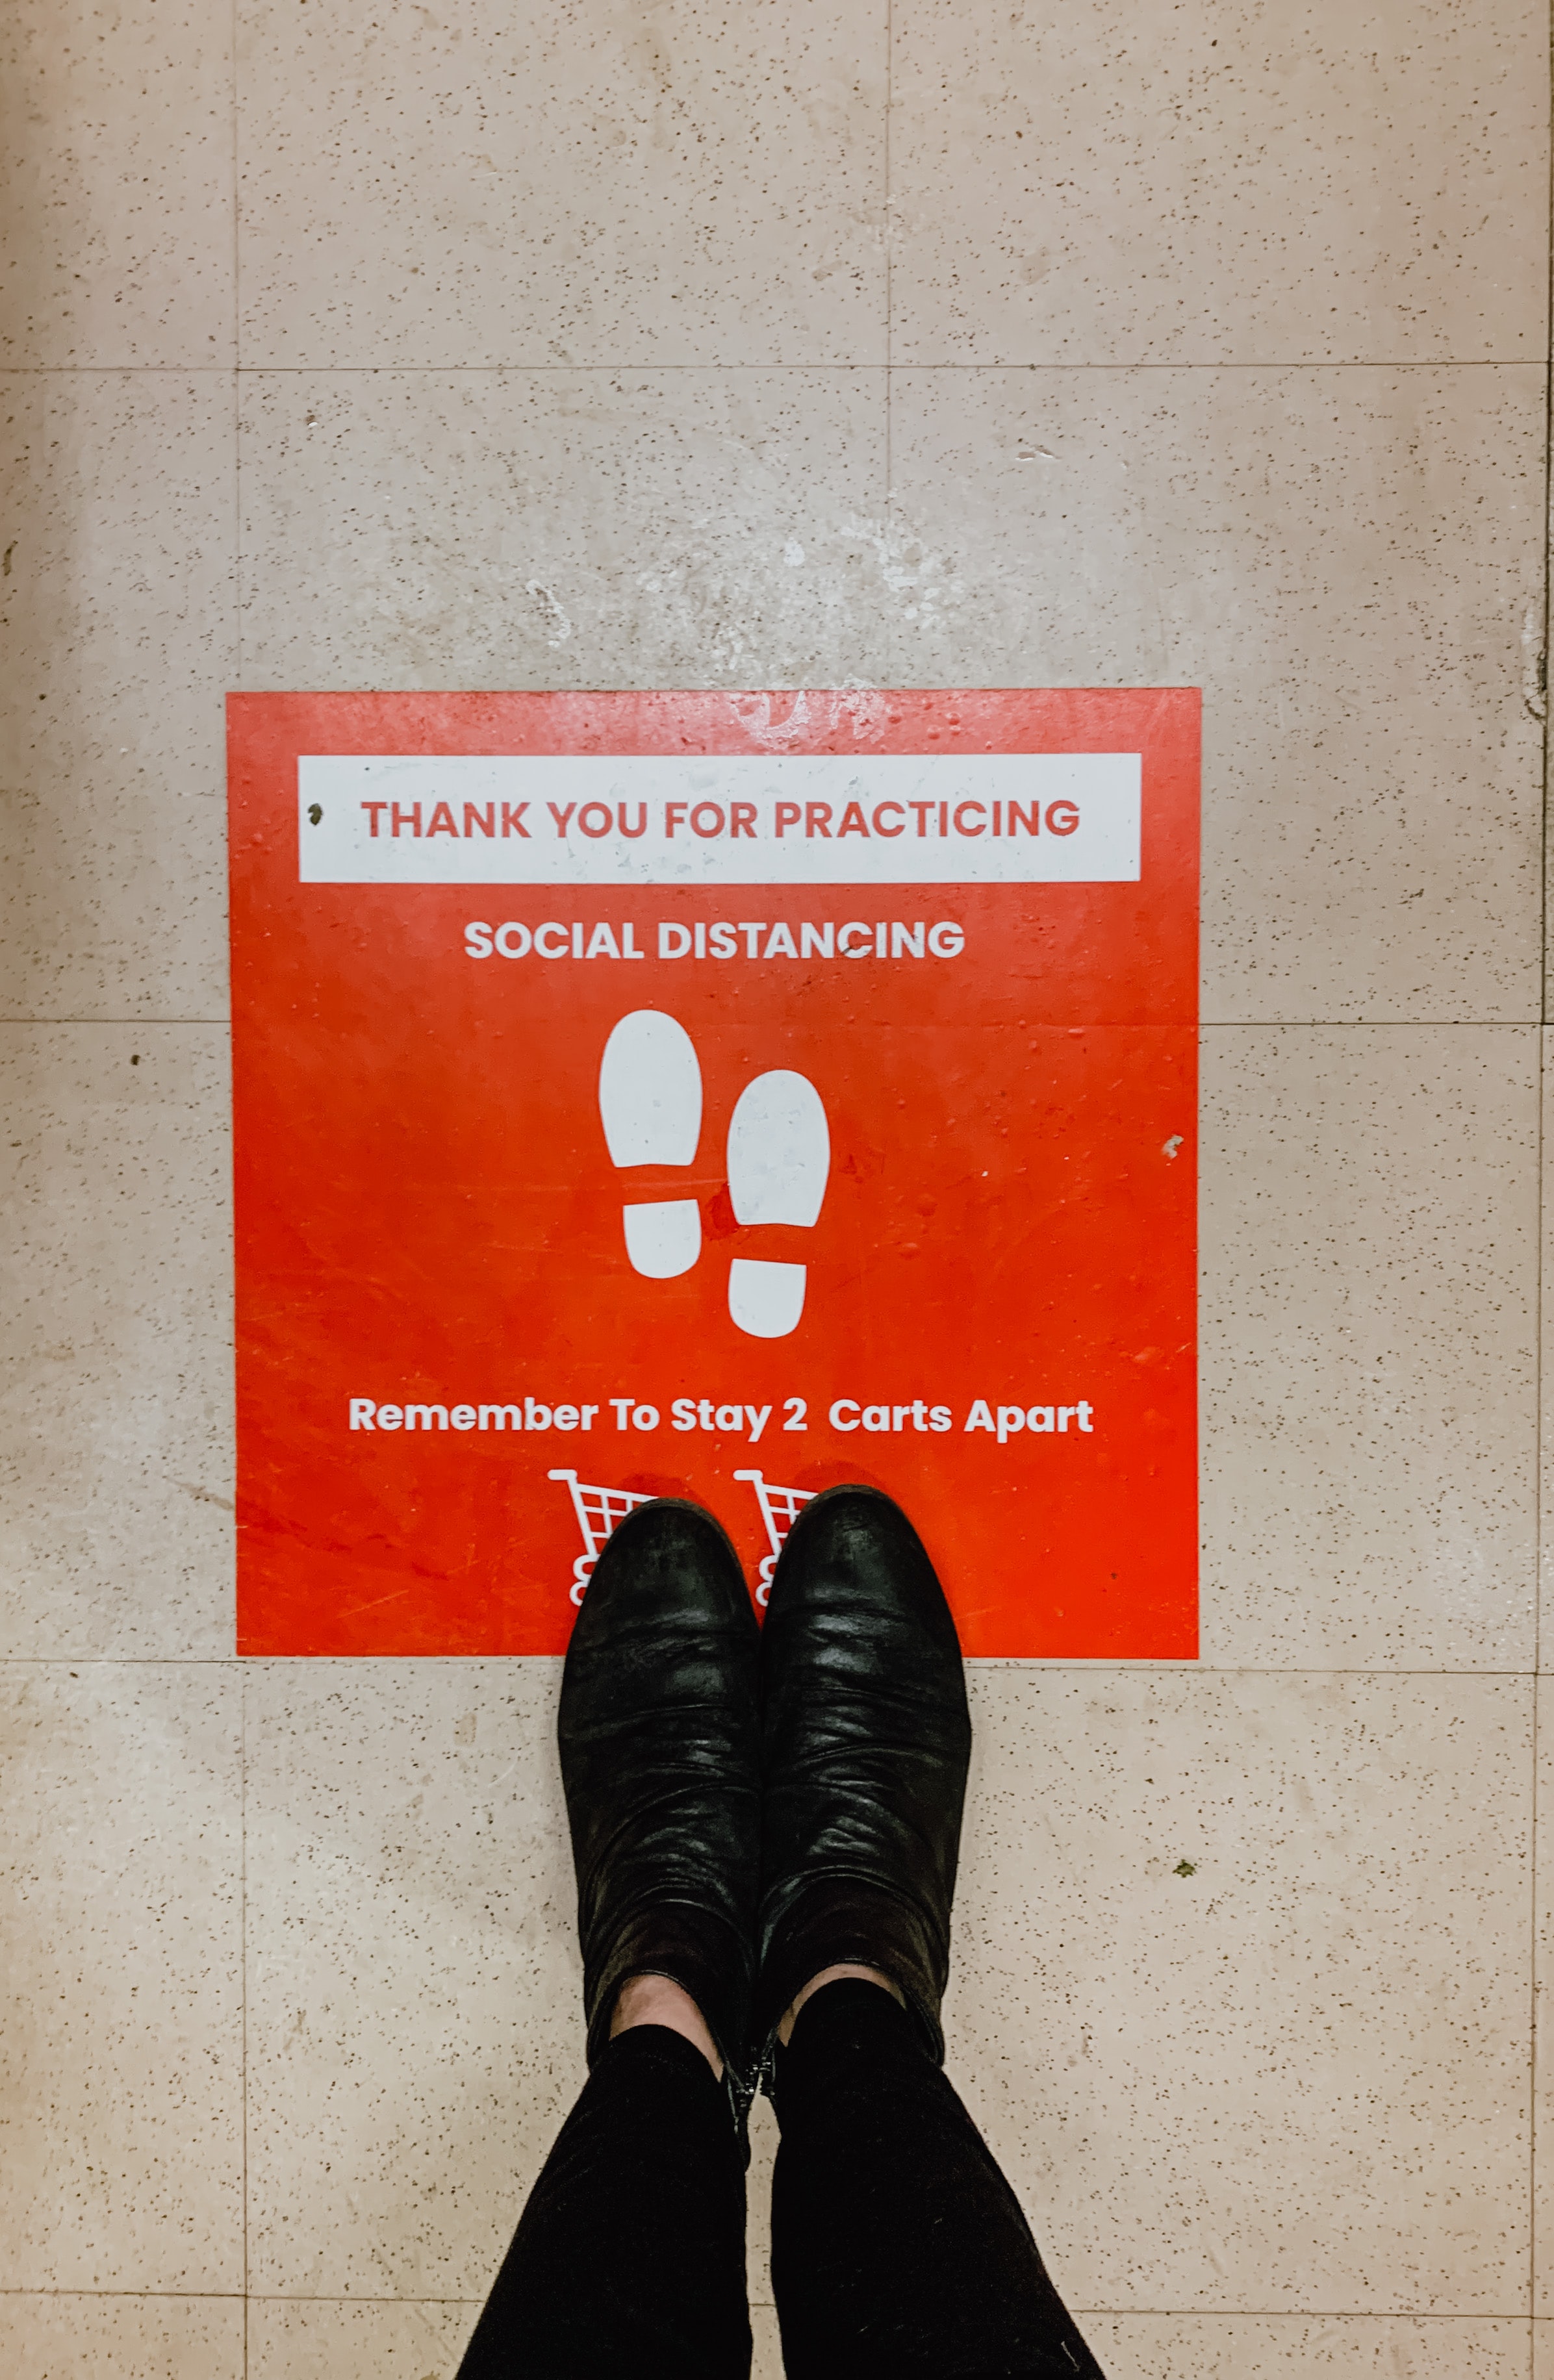 THANK YOU FOR PRACTICING
SOCIAL DISTANCING
Remember To Stay 2 Carts Apart